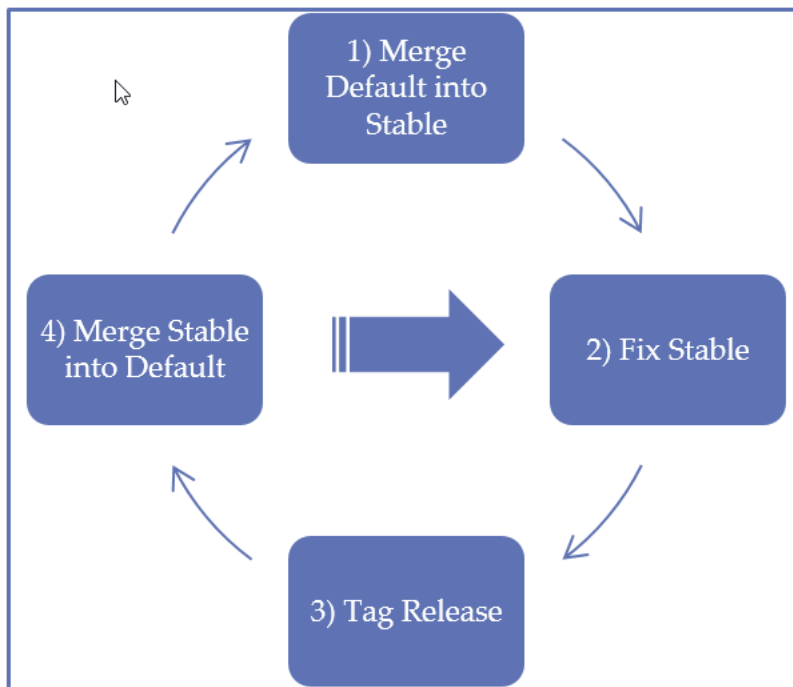 1) Merge
Default into
Stable
4) Merge Stable
into Default
2) Fix Stable
3) Tag Release